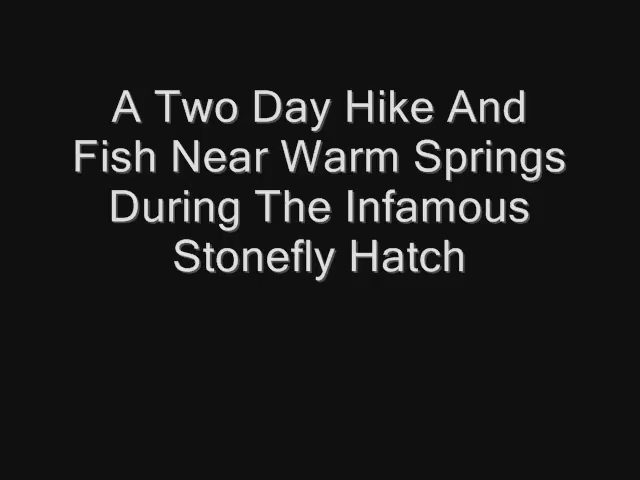 A Two Day Hike And
Fish Near Warm Springs
During The Infamous
Stonefly Hatch